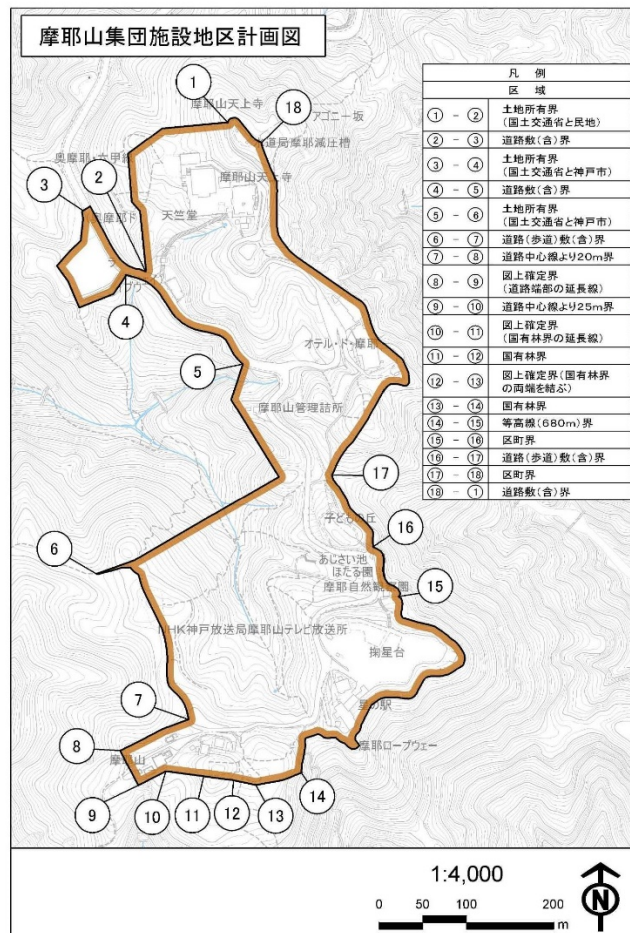 摩耶山集団施設地区計画図
凡 例
区 域
① - ② 土地所有界
(国土交通省と民地)
② - ③ 道路敷(含)界
③ - ④ 土地所有界
(国土交通省と神戸市)
④ - ⑤ 道路敷(含)界
⑤ - ⑥ 土地所有界
(国土交通省と神戸市)
⑥ - ⑦ 道路(歩道)敷(含)界
⑦ - ⑧ 道路中心線より20m界
⑧ - ⑨ 図上確定界
(道路端部の延長線)
⑨ - ⑩ 道路中心線より25m界
⑩ - ⑪ 図上確定界
(国有林界の延長線)
⑪ - ⑫ 国有林界
⑫ - ⑬ 図上確定界(国有林界
の両端を結ぶ)
⑬ - ⑭ 国有林界
⑭ - ⑮ 等高線(680m)界
⑮ - ⑯ 区町界
⑯ - ⑰ 道路(歩道)敷(含)界
⑰ - ⑱ 区町界
⑱ - ① 道路敷(含)界
1
摩耶山天上寺
18
アゴニー坂
道局摩耶減圧槽
2
摩耶山天上寺
3
天竺堂
4
5
オテル・ド・摩耶
摩耶山管理詰所
17
子どもの丘
16
6
あじさい池
ほたる園
摩耶自然観察園
15
NHK神戸放送局摩耶山テレビ放送所
掬星台
7
星の駅
8
摩耶山
摩耶ロープウェー
9
10
11
12
13
14
1:4,000
0 50 100 200
m
N